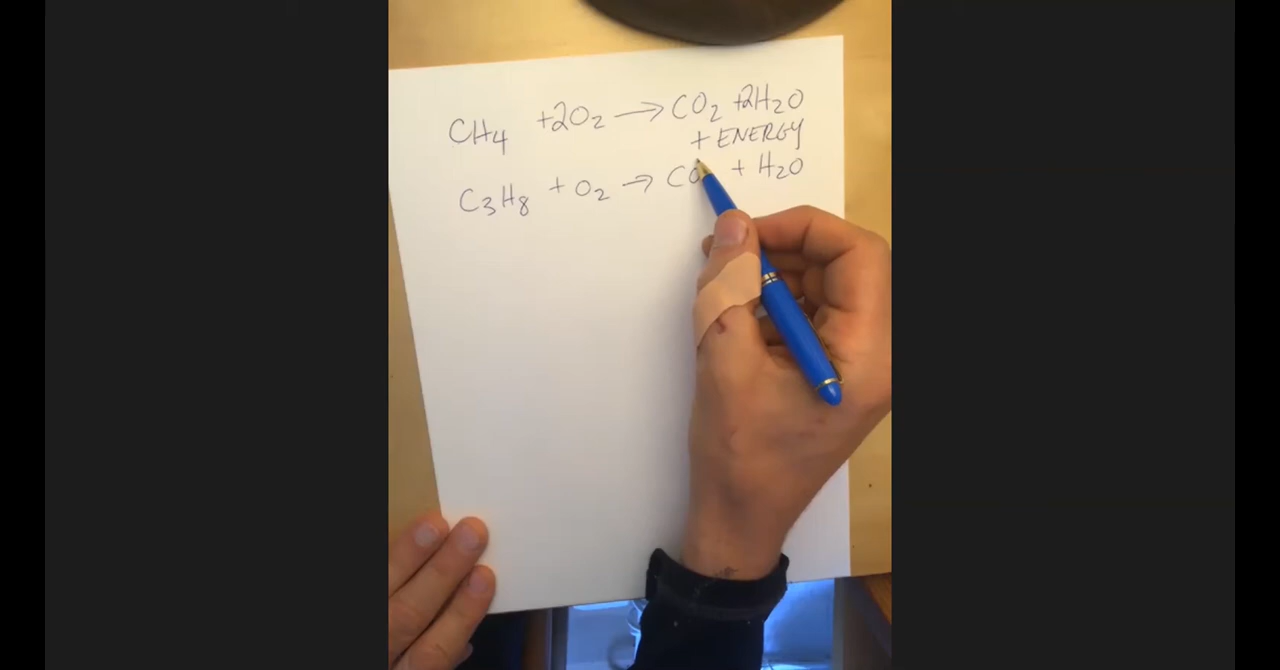 CH4 +2O2 → CO2 +2H2O
+ ENERGY
C3H8 + O2 → CO + H2O